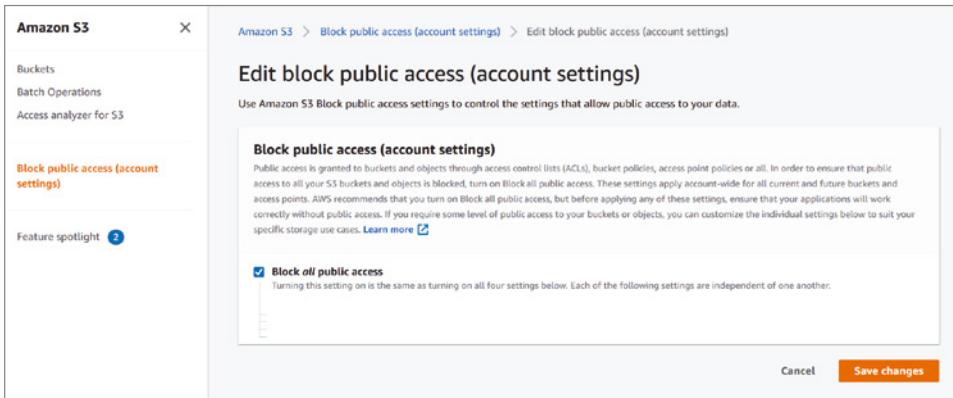 Amazon S3
Amazon S3 > Block public access (account settings) > Edit block public access (account settings)
Buckets
Batch Operations
Access analyzer for S3
Block public access (account
settings)
Feature spotlight 2
Edit block public access (account settings)
Use Amazon S3 Block public access settings to control the settings that allow public access to your data.
Block public access (account settings)
Public access is granted to buckets and objects through access control lists (ACLs), bucket policies, access point policies or all. In order to ensure that public
access to all your S3 buckets and objects is blocked, turn on Block all public access. These settings apply account-wide for all current and future buckets and
access points. AWS recommends that you turn on Block all public access, but before applying any of these settings, ensure that your applications will work
correctly without public access. If you require some level of public access to your buckets or objects, you can customize the individual settings below to suit your
specific storage use cases. Learn more
Block all public access
Turning this setting on is the same as turning on all four settings below. Each of the following settings are independent of one another.
Cancel
Save changes